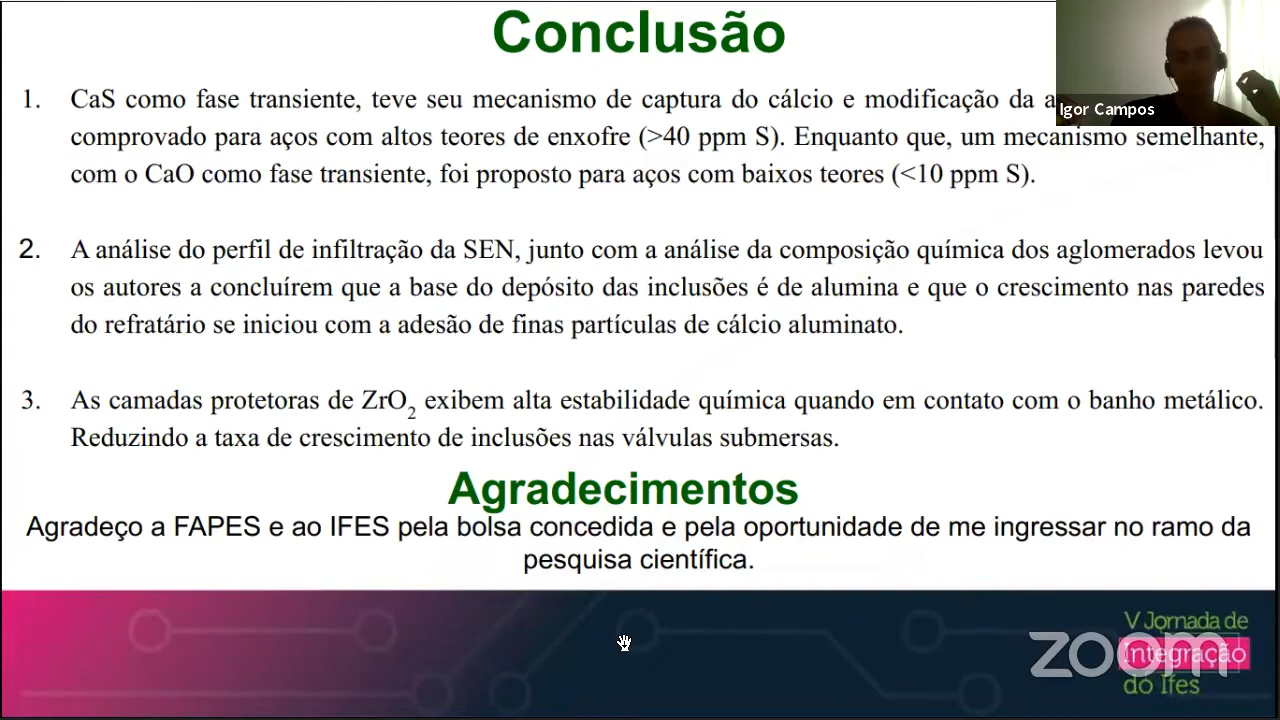 Conclusão
1. CaS como fase transiente, teve seu mecanismo de captura do cálcio e modificação da
Igor Campos
comprovado para aços com altos teores de enxofre (>40 ppm S). Enquanto que, um mecanismo semelhante,
com o CaO como fase transiente, foi proposto para aços com baixos teores (<10 ppm S).
2. A análise do perfil de infiltração da SEN, junto com a análise da composição química dos aglomerados levou
os autores a concluírem que a base do depósito das inclusões é de alumina e que o crescimento nas paredes
do refratário se iniciou com a adesão de finas partículas de cálcio aluminato.
3. As camadas protetoras de ZrO2 exibem alta estabilidade química quando em contato com o banho metálico.
Reduzindo a taxa de crescimento de inclusões nas válvulas submersas.
Agradecimentos
Agradeço a FAPES e ao IFES pela bolsa concedida e pela oportunidade de me ingressar no ramo da
pesquisa científica.
V Jornada de
Integração
do Ifes
zoom